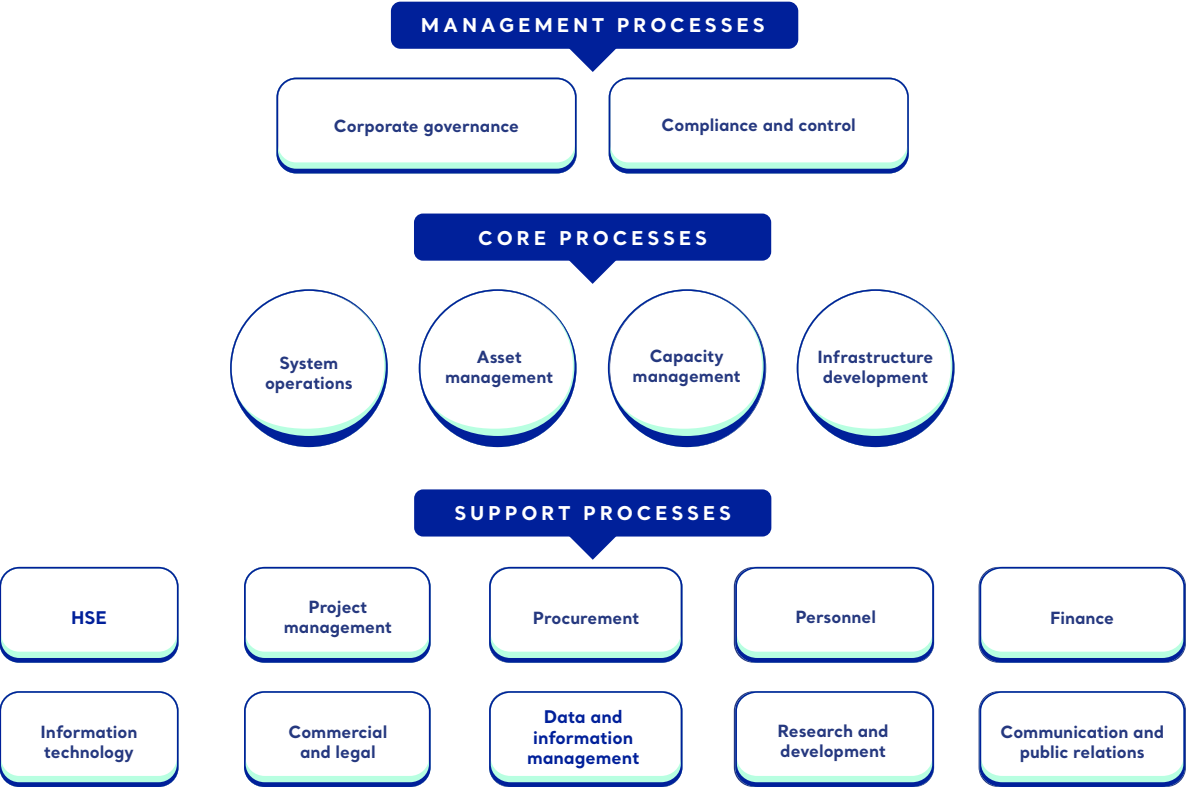 MANAGEMENT PROCESSES
Corporate governance
Compliance and control
CORE PROCESSES
System
operations
Asset
management
Capacity
management
Infrastructure
development
SUPPORT PROCESSES
HSE
Project
management
Procurement
Personnel
Finance
Information
technology
Commercial
and legal
Data and
information
management
Research and
development
Communication and
public relations